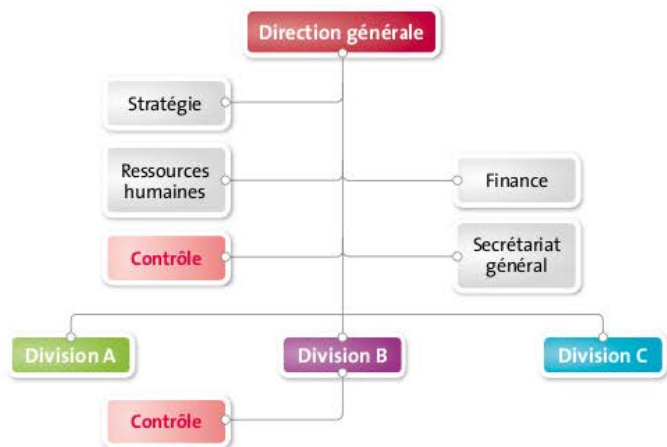 Direction générale
Stratégie
Ressources
humaines
Finance
Contrôle
Secrétariat
général
Division A
Division B
Division C
Contrôle